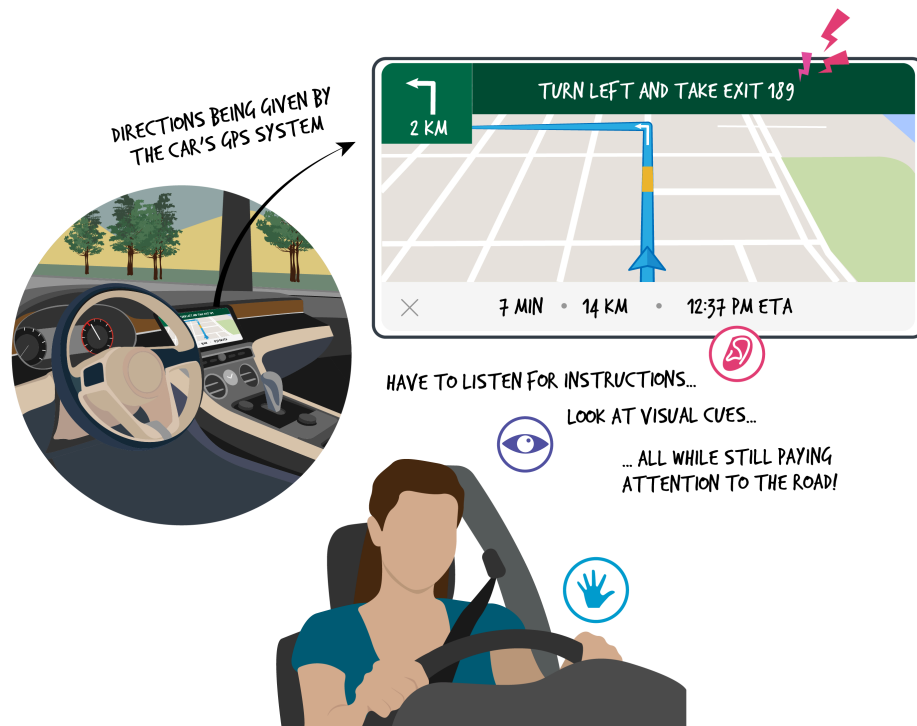 DIRECTIONS BEING GIVEN BY
THE CAR'S GPS SYSTEM
2 KM
TURN LEFT AND TAKE EXIT 189
7 MIN • 14 KM • 12:37 PM ETA
HAVE TO LISTEN FOR INSTRUCTIONS...
LOOK AT VISUAL CUES...
... ALL WHILE STILL PAYING
ATTENTION TO THE ROAD!